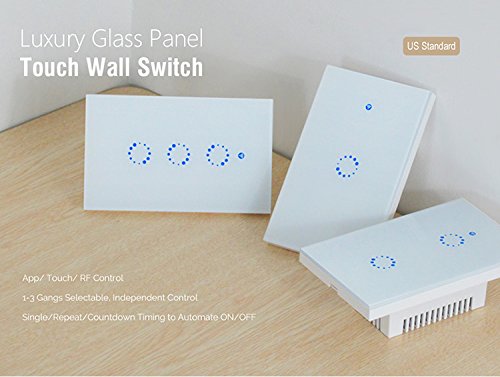 Luxury Glass Panel
Touch Wall Switch
US Standard
App/ Touch/ RF Control
1-3 Gangs Selectable, Independent Control
Single/Repeat/Countdown Timing to Automate ON/OFF